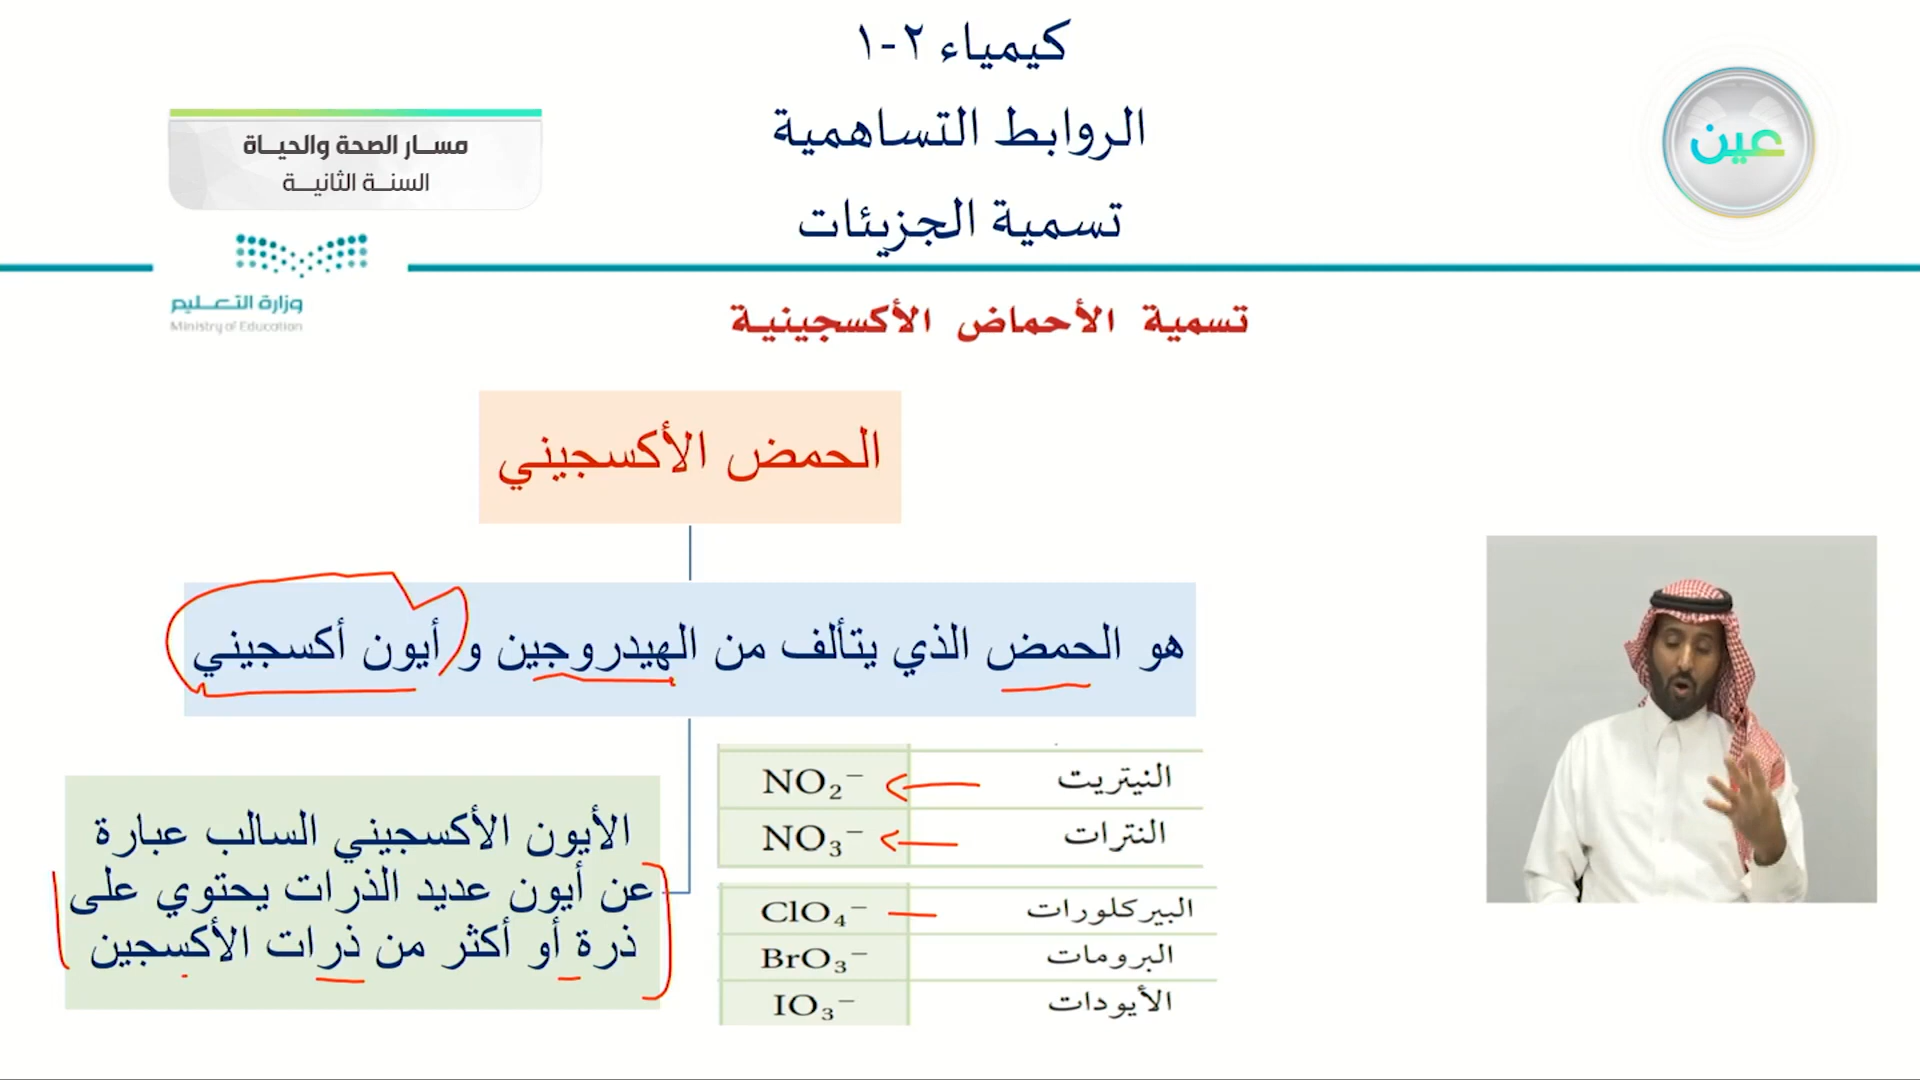 كيمياء ٢-١
الروابط التساهمية
تسمية الجزيئات
عين
مسار الصحة والحياة
السنة الثانية
وزارة التعليم
Ministry of Education
تسمية الأحماض الأكسجينية
الحمض الأكسجيني
هو الحمض الذي يتألف من الهيدروجين و أيون أكسجيني
النيتريت NO₂⁻
النترات NO₃⁻
البيركلورات ClO₄⁻
البرومات BrO₃⁻
الأيودات IO₃⁻
الأيون الأكسجيني السالب عبارة
عن أيون عديد الذرات يحتوي على
ذرة أو أكثر من ذرات الأكسجين